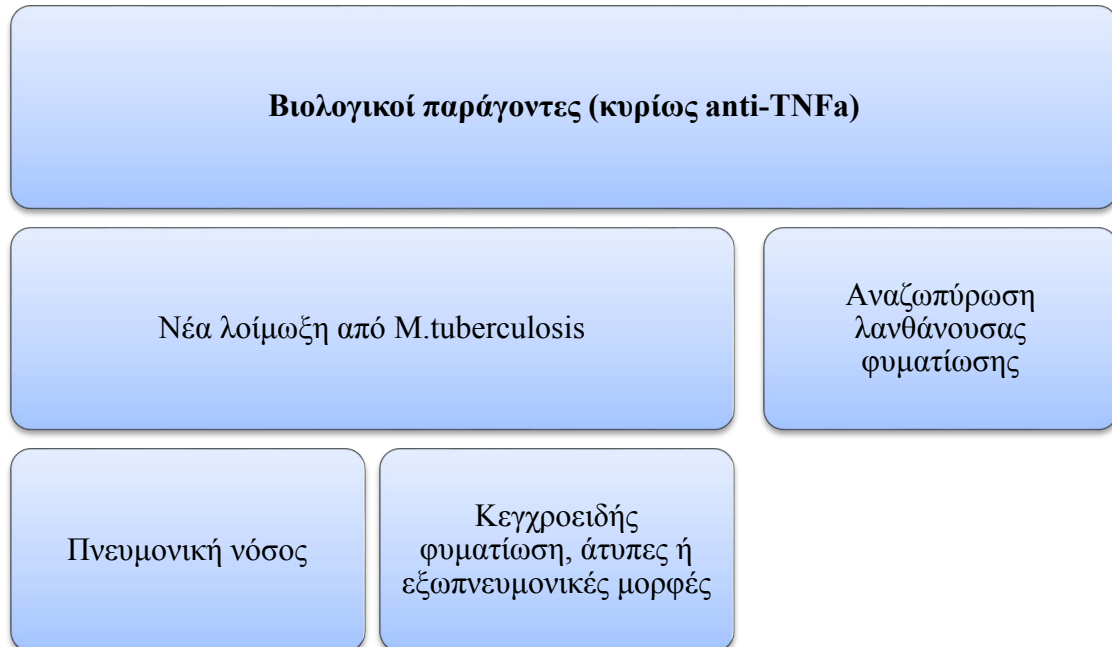 Βιολογικοί παράγοντες (κυρίως anti-TNFa)
Νέα λοίμωξη από M.tuberculosis
Αναζωπύρωση
λανθάνουσας
φυματίωσης
Πνευμονική νόσος
Κεγχροειδής
φυματίωση, άτυπες ή
εξωπνευμονικές μορφές